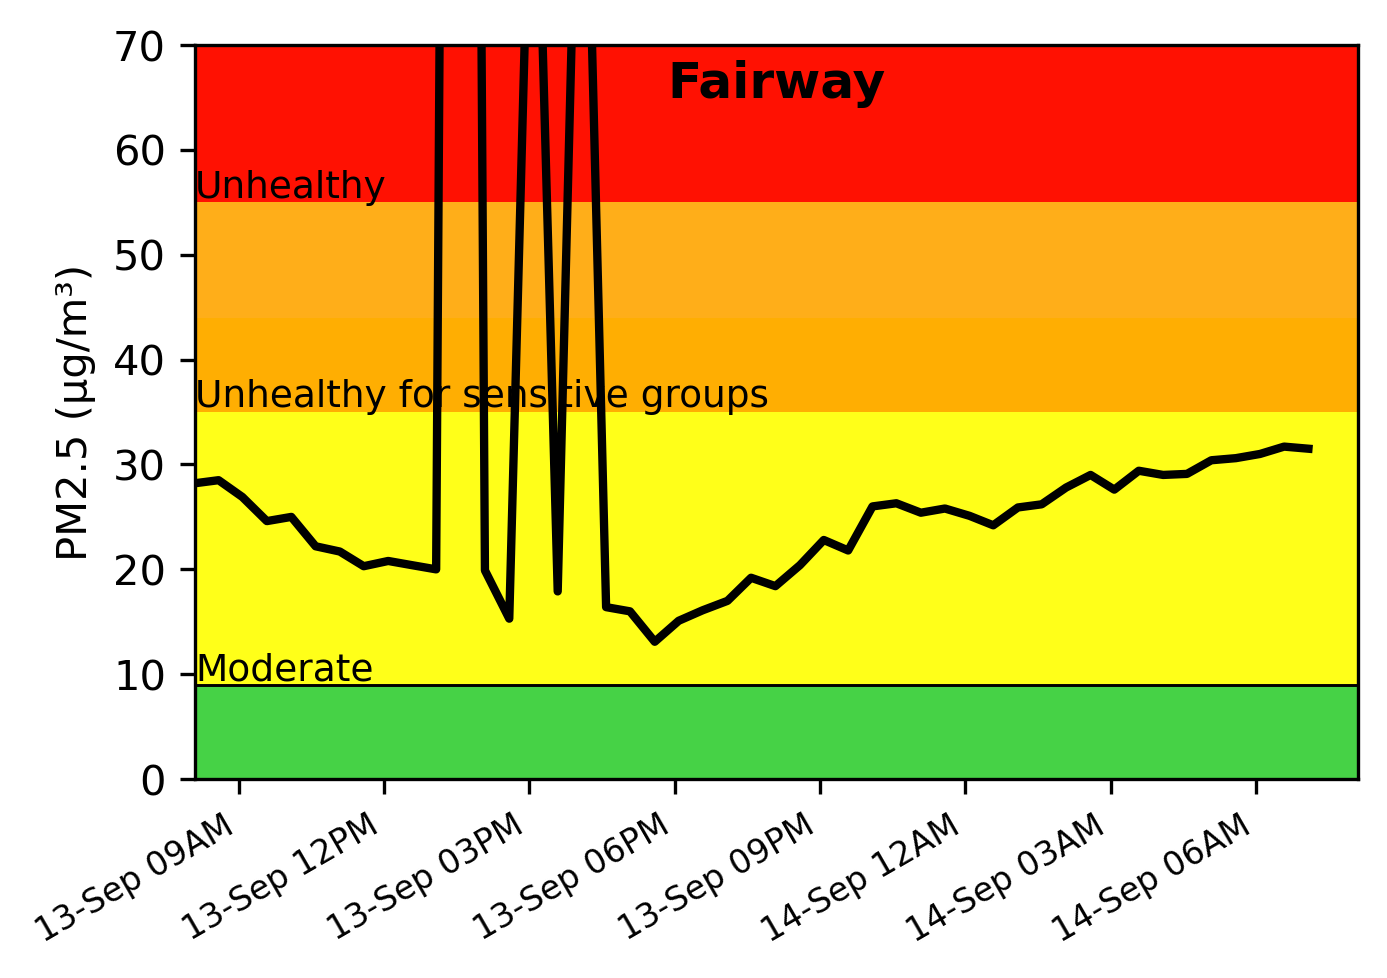 Fairway
PM2.5 (µg/m³)
70
60
Unhealthy
50
40
Unhealthy for sensitive groups
30
20
Moderate
10
0
13-Sep 09AM
13-Sep 12PM
13-Sep 03PM
13-Sep 06PM
13-Sep 09PM
14-Sep 12AM
14-Sep 03AM
14-Sep 06AM